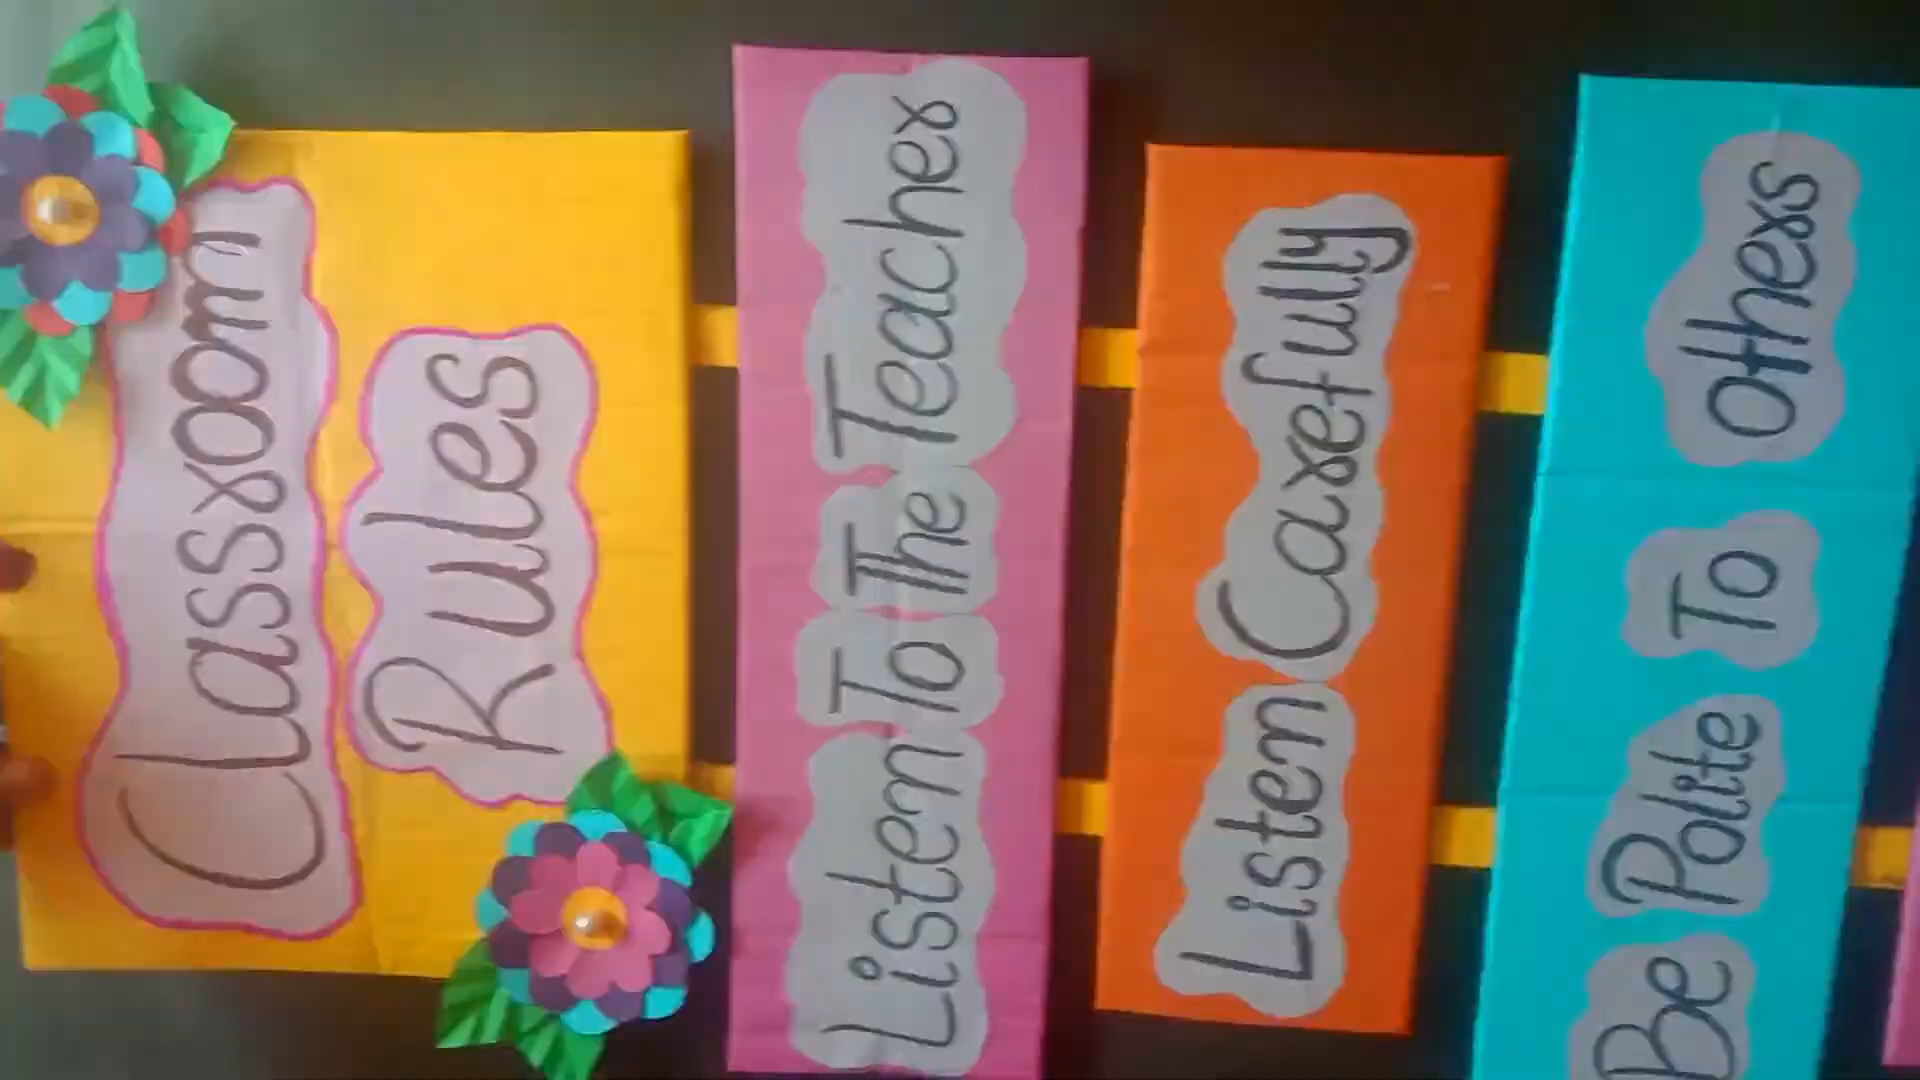 Classroom
Rules
Listen To The Teacher
Listen Carefully
Be Polite To others